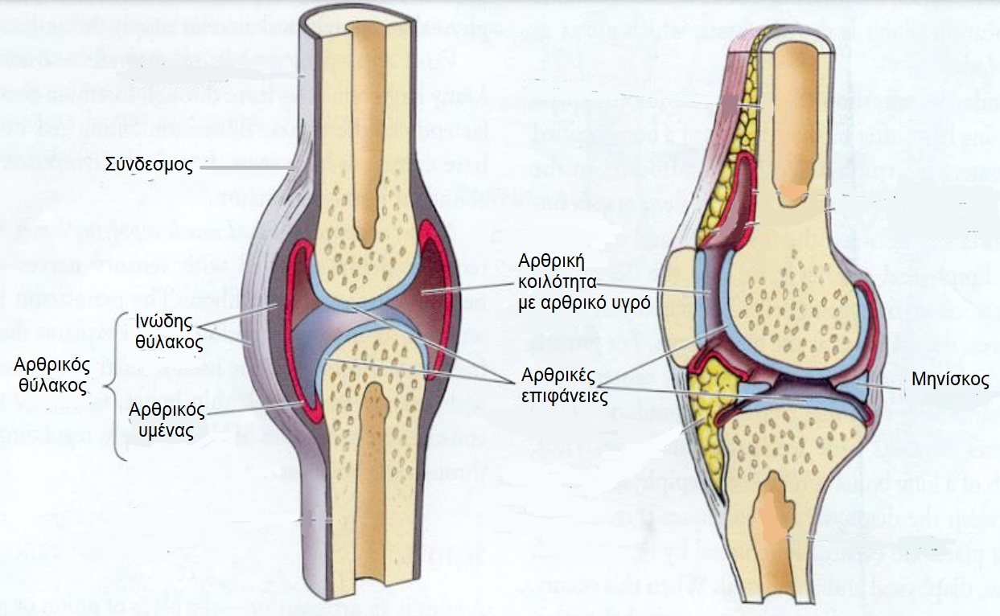 Σύνδεσμος
Ινώδης
θύλακος
Αρθρικός
θύλακος
Αρθρικός
υμένας
Αρθρική
κοιλότητα
με αρθρικό υγρό
Αρθρικές
επιφάνειες
Μηνίσκος